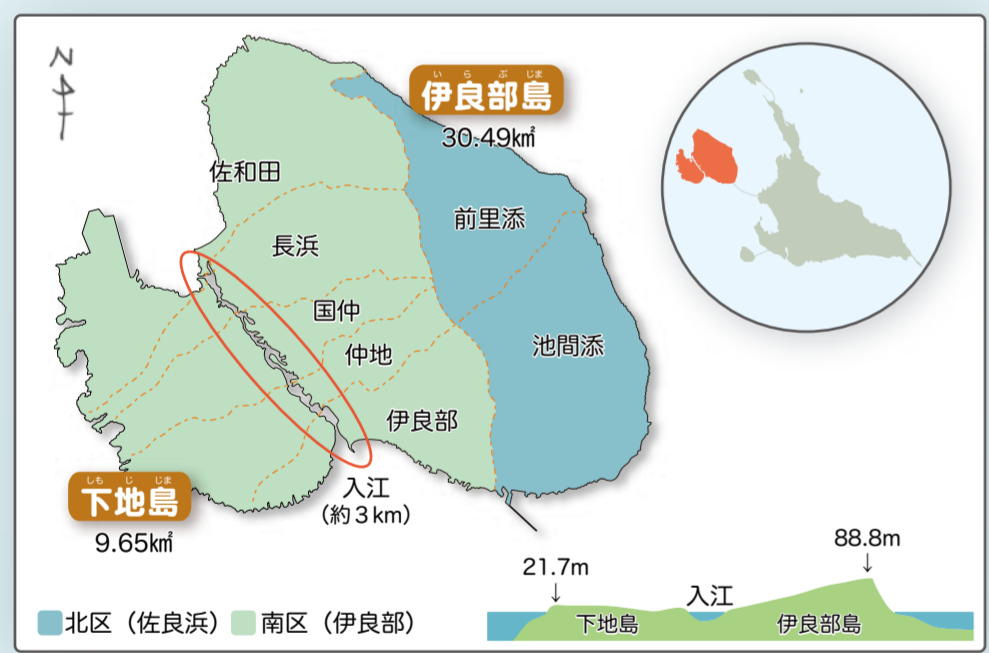 N
いらぶじま
伊良部島
30.49k㎡
佐和田
前里添
長浜
国仲
池間添
仲地
伊良部
しもじじま
下地島
9.65k㎡
入江
(約3km)
北区(佐良浜)
南区(伊良部)
21.7m
↓
88.8m
↓
入江
下地島
伊良部島